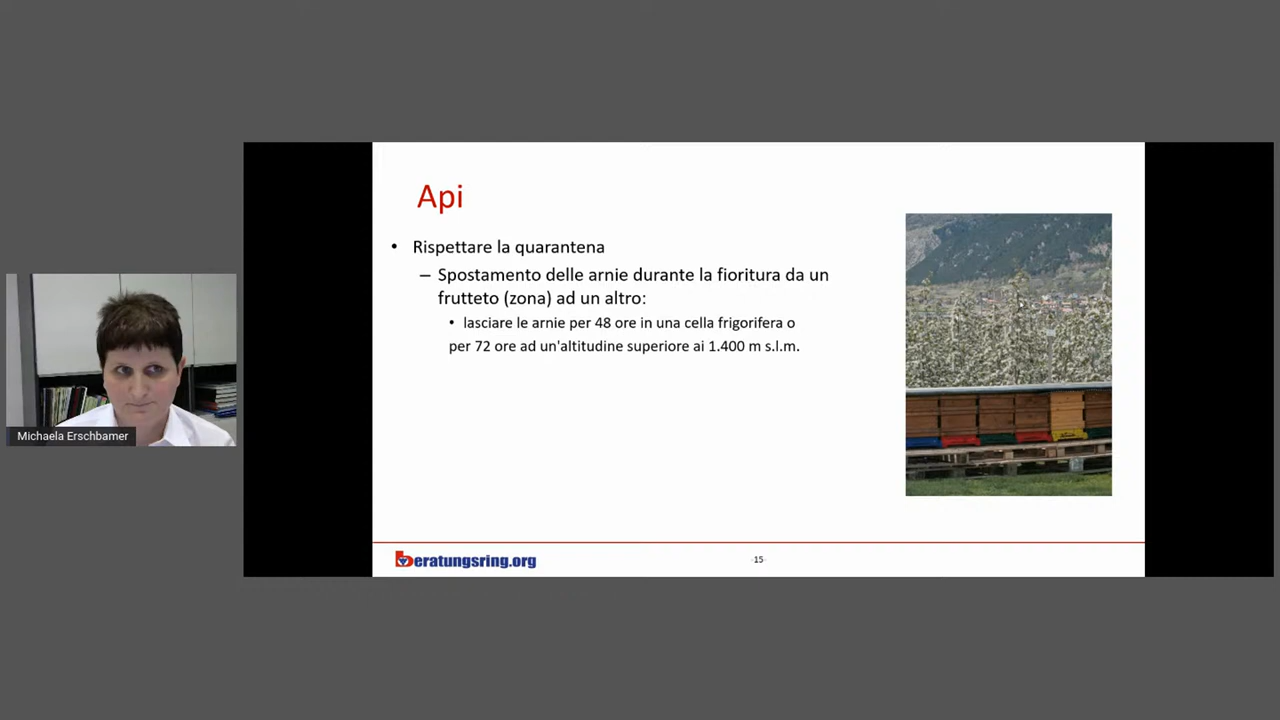 Api
• Rispettare la quarantena
– Spostamento delle arnie durante la fioritura da un
frutteto (zona) ad un altro:
• lasciare le arnie per 48 ore in una cella frigorifera o
per 72 ore ad un'altitudine superiore ai 1.400 m s.l.m.
Michaela Erschbamer
beratungsring.org
15